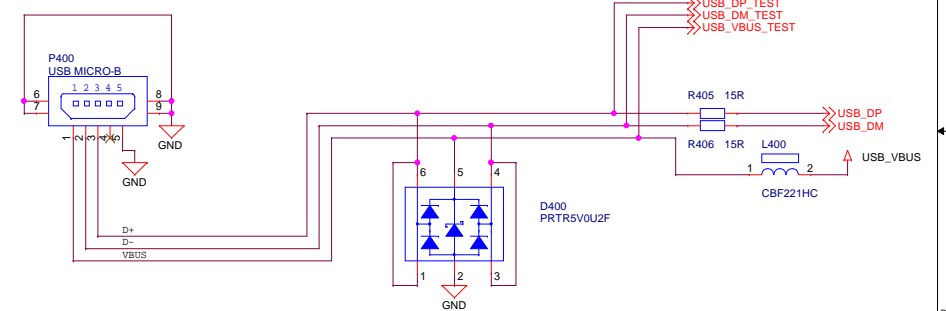 USB_DP_TEST
USB_DM_TEST
USB_VBUS_TEST
P400
USB MICRO-B
1 2 3 4 5
6
7
8
9
1 2 3 4 5
GND
GND
R405 15R
R406 15R
USB_DP
USB_DM
L400
1 2
CBF221HC
USB_VBUS
6 5 4
D400
PRTR5V0U2F
1 2 3
GND
D+
D-
VBUS